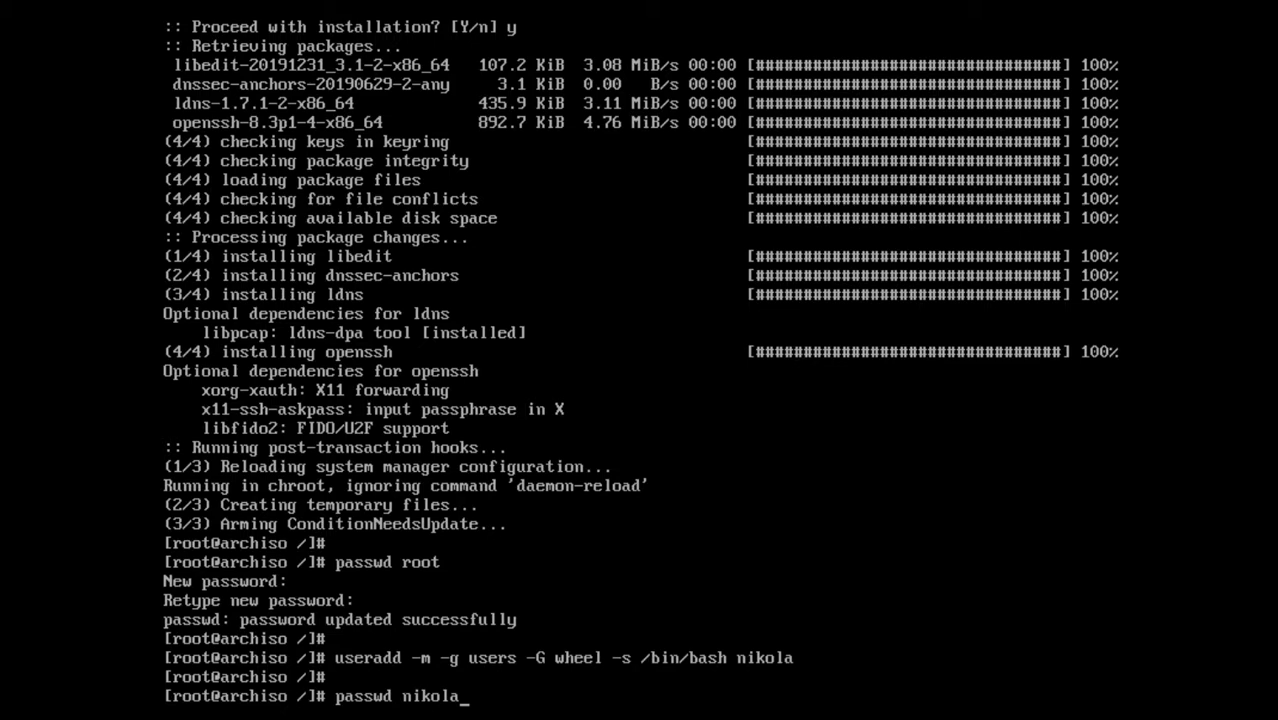 :: Proceed with installation? [Y/n] y
:: Retrieving packages...
 libedit-20191231_3.1-2-x86_64   107.2 KiB  3.08 MiB/s 00:00 [################################] 100%
 dnssec-anchors-20190629-2-any     3.1 KiB  0.00   B/s 00:00 [################################] 100%
 ldns-1.7.1-2-x86_64             435.9 KiB  3.11 MiB/s 00:00 [################################] 100%
 openssh-8.3p1-4-x86_64          892.7 KiB  4.76 MiB/s 00:00 [################################] 100%
(4/4) checking keys in keyring                               [################################] 100%
(4/4) checking package integrity                             [################################] 100%
(4/4) loading package files                                  [################################] 100%
(4/4) checking for file conflicts                            [################################] 100%
(4/4) checking available disk space                          [################################] 100%
:: Processing package changes...
(1/4) installing libedit                                     [################################] 100%
(2/4) installing dnssec-anchors                              [################################] 100%
(3/4) installing ldns                                        [################################] 100%
Optional dependencies for ldns
    libpcap: ldns-dpa tool [installed]
(4/4) installing openssh                                     [################################] 100%
Optional dependencies for openssh
    xorg-xauth: X11 forwarding
    x11-ssh-askpass: input passphrase in X
    libfido2: FIDO/U2F support
:: Running post-transaction hooks...
(1/3) Reloading system manager configuration...
Running in chroot, ignoring command 'daemon-reload'
(2/3) Creating temporary files...
(3/3) Arming ConditionNeedsUpdate...
[root@archiso /]#
[root@archiso /]# passwd root
New password:
Retype new password:
passwd: password updated successfully
[root@archiso /]#
[root@archiso /]# useradd -m -g users -G wheel -s /bin/bash nikola
[root@archiso /]#
[root@archiso /]# passwd nikola_